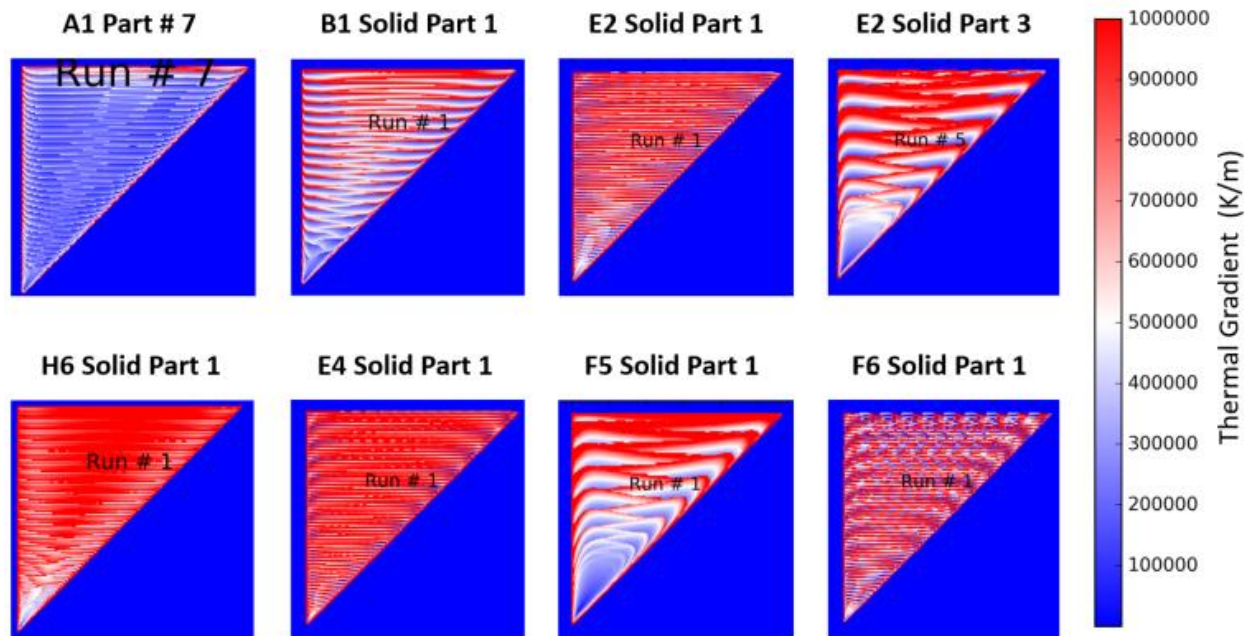 A1 Part # 7
B1 Solid Part 1
E2 Solid Part 1
E2 Solid Part 3
Run # 7
Run # 1
Run # 1
Run # 5
H6 Solid Part 1
E4 Solid Part 1
F5 Solid Part 1
F6 Solid Part 1
Run # 1
Run # 1
Run # 1
Run # 1
1000000
900000
800000
700000
600000
500000
400000
300000
200000
100000
Thermal Gradient (K/m)